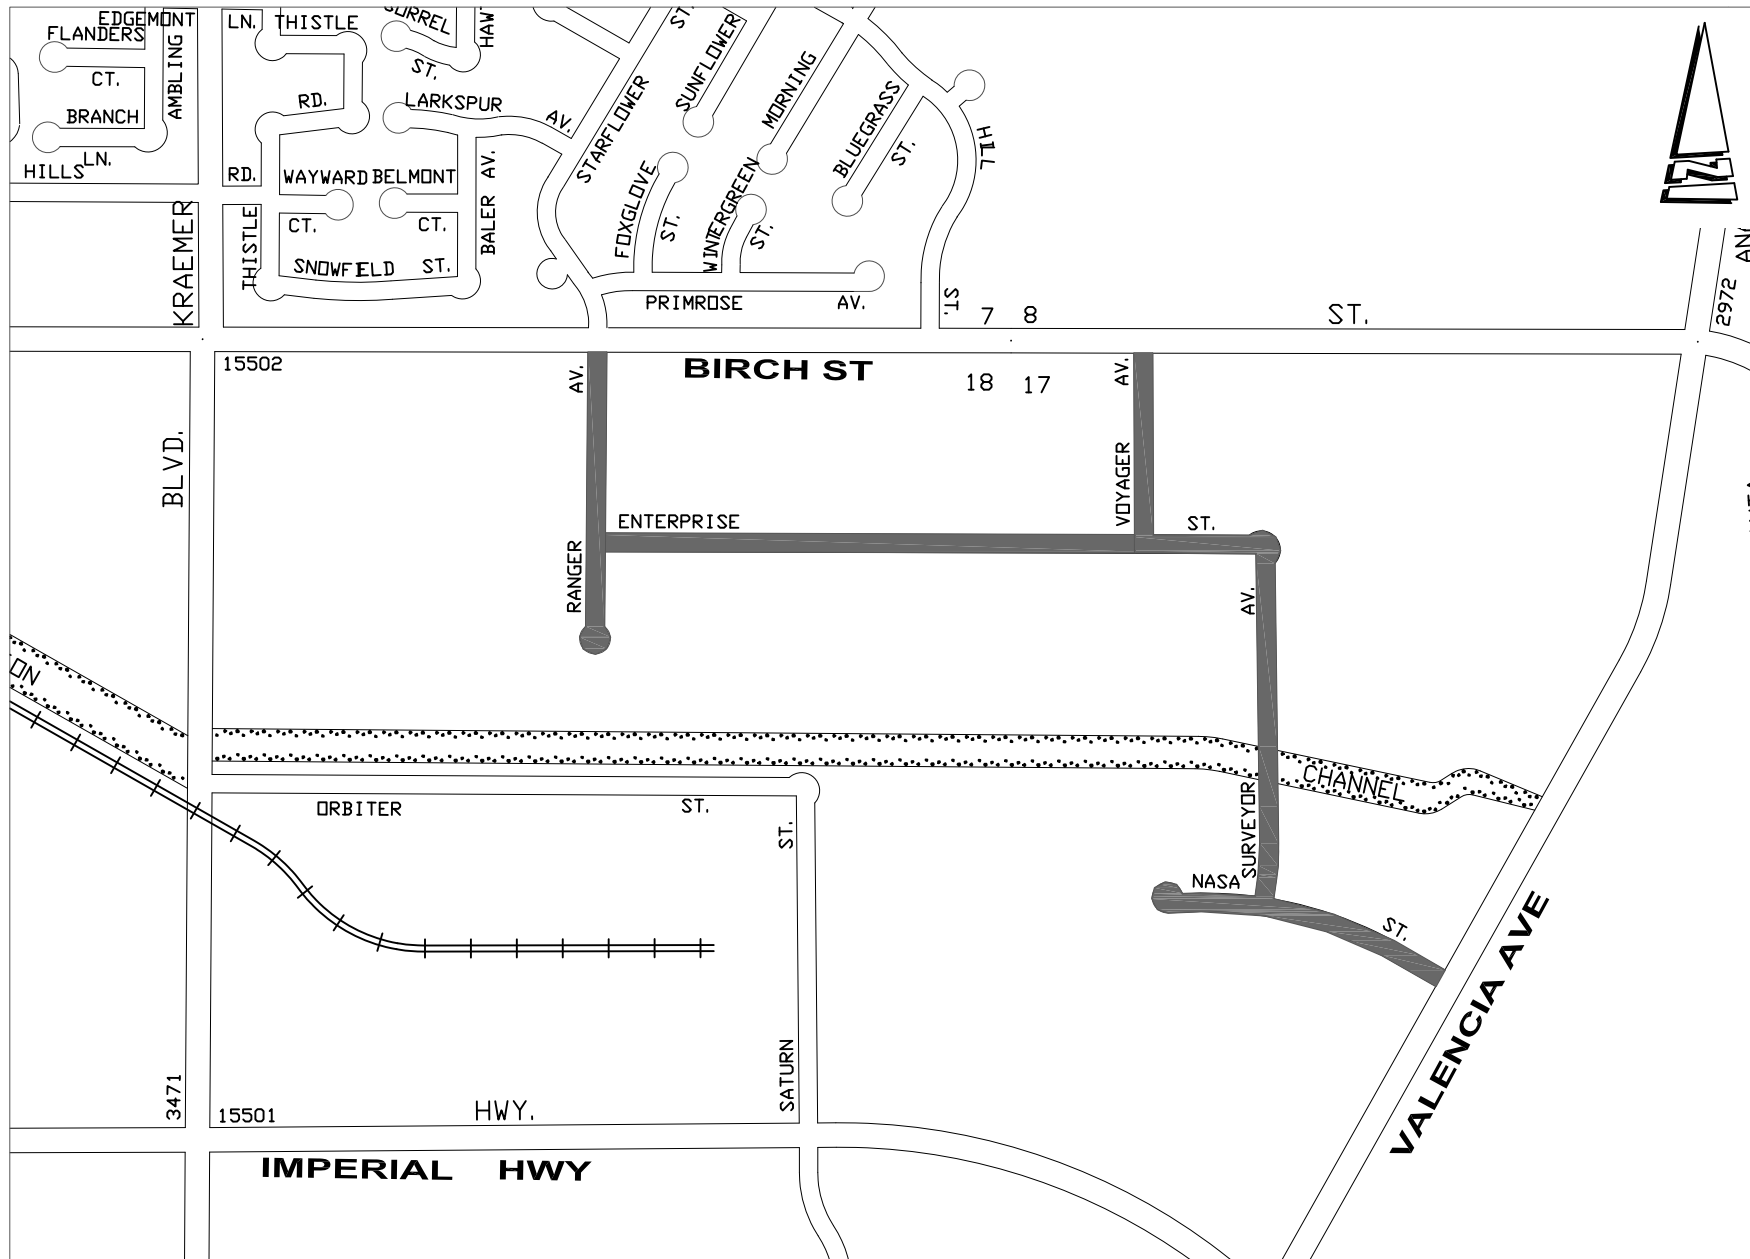 EDGEMONT
FLANDERS
CT.
AMBLING
BRANCH
LN.
HILLS
LN.
THISTLE
ST.
RD.
LARKSPUR
AV.
RD.
WAYWARD
BELMONT
CT.
CT.
BALER AV.
THISTLE
SNOWFIELD ST.
STARFLOWER
ST.
SUNFLOWER
MORNING
BLUEGRASS
ST.
HILL
FOXGLOVE
ST.
WINTERGREEN
ST.
PRIMROSE AV.
ST.
KRAEMER
BLVD.
7 8
18 17
ST.
2972
15502
BIRCH ST
AV.
RANGER
ENTERPRISE
ST.
AV.
VOYAGER
AV.
SURVEYOR
CHANNEL
ORBITER ST.
ST.
SATURN
NASA
ST.
VALENCIA AVE
3471
15501
HWY.
IMPERIAL HWY
N